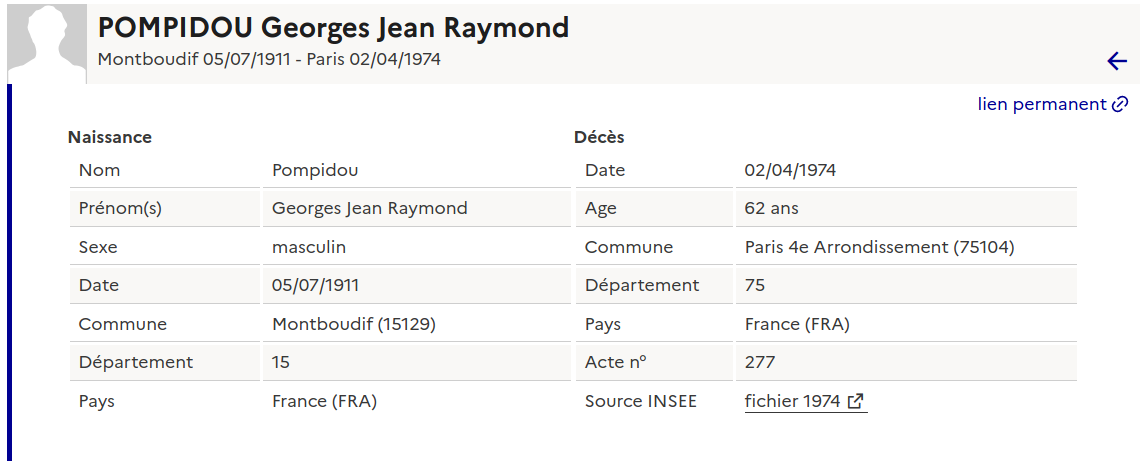 POMPIDOU Georges Jean Raymond
Montboudif 05/07/1911 - Paris 02/04/1974
lien permanent
Naissance
Nom Pompidou
Prénom(s) Georges Jean Raymond
Sexe masculin
Date 05/07/1911
Commune Montboudif (15129)
Département 15
Pays France (FRA)
Décès
Date 02/04/1974
Age 62 ans
Commune Paris 4e Arrondissement (75104)
Département 75
Pays France (FRA)
Acte n° 277
Source INSEE fichier 1974